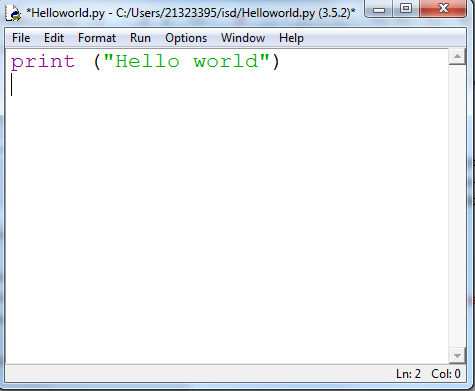 *Helloworld.py - C:/Users/21323395/isd/Helloworld.py (3.5.2)*
File Edit Format Run Options Window Help
print ("Hello world")
Ln: 2 Col: 0